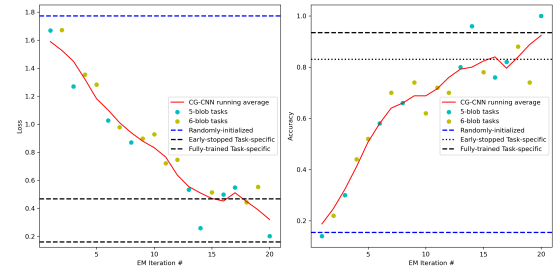 1.8
1.6
1.4
1.2
1.0
0.8
0.6
0.4
0.2
Loss
5
10
15
20
EM Iteration #
CG-CNN running average
5-blob tasks
6-blob tasks
Randomly-initialized
Early-stopped Task-specific
Fully-trained Task-specific
1.0
0.8
0.6
0.4
0.2
Accuracy
5
10
15
20
EM Iteration #
CG-CNN running average
5-blob tasks
6-blob tasks
Randomly-initialized
Early-stopped Task-specific
Fully-trained Task-specific